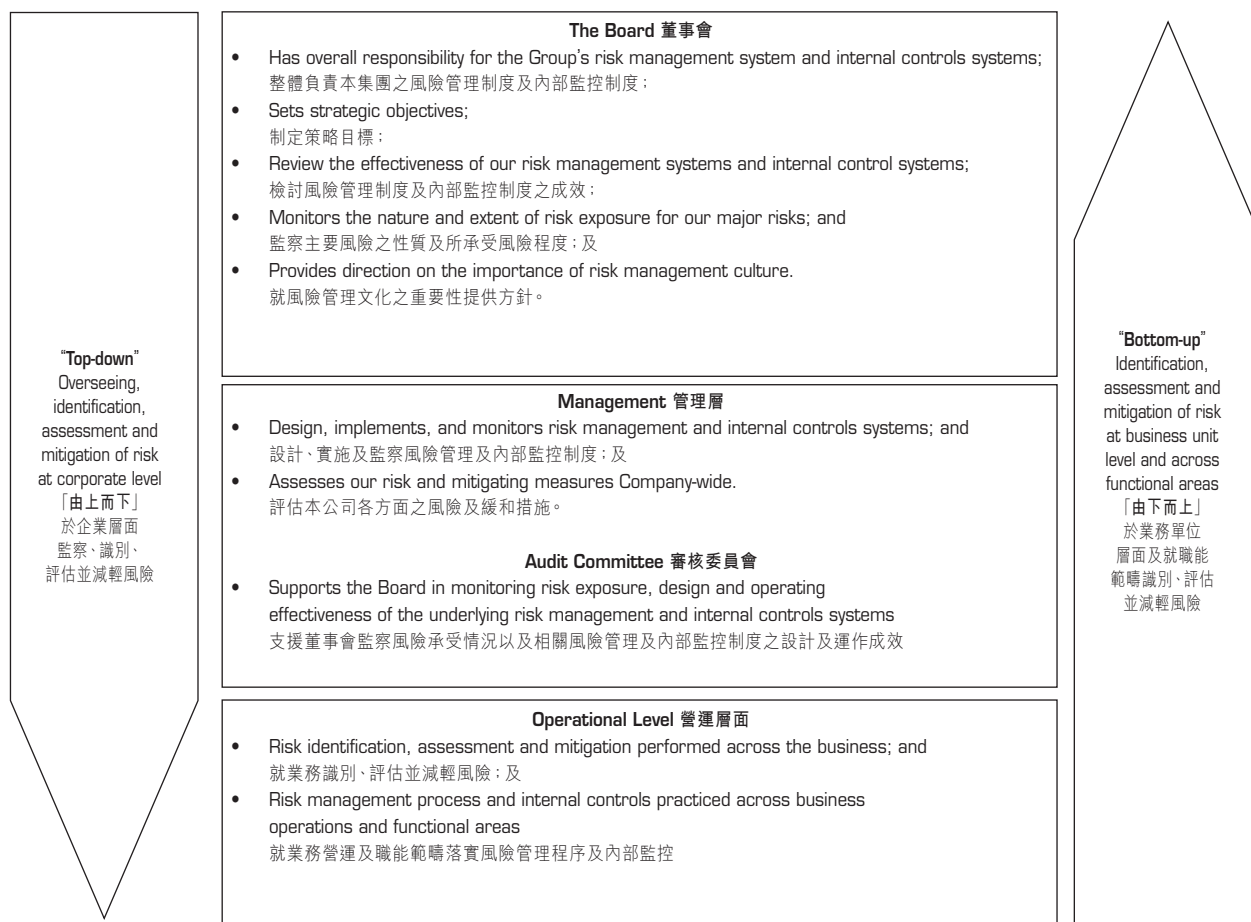 "Top-down"
Overseeing,
identification,
assessment and
mitigation of risk
at corporate level
「由上而下」
於企業層面
監察、識別、
評估並減輕風險
The Board 董事會
• Has overall responsibility for the Group's risk management system and internal controls systems;
整體負責本集團之風險管理制度及內部監控制度；
• Sets strategic objectives;
制定策略目標；
• Review the effectiveness of our risk management systems and internal control systems;
檢討風險管理制度及內部監控制度之成效；
• Monitors the nature and extent of risk exposure for our major risks; and
監察主要風險之性質及所承受風險程度；及
• Provides direction on the importance of risk management culture.
就風險管理文化之重要性提供方針。
Management 管理層
• Design, implements, and monitors risk management and internal controls systems; and
設計、實施及監察風險管理及內部監控制度；及
• Assesses our risk and mitigating measures Company-wide.
評估本公司各方面之風險及緩和措施。
Audit Committee 審核委員會
• Supports the Board in monitoring risk exposure, design and operating
effectiveness of the underlying risk management and internal controls systems
支援董事會監察風險承受情況以及相關風險管理及內部監控制度之設計及運作成效
Operational Level 營運層面
• Risk identification, assessment and mitigation performed across the business; and
就業務識別、評估並減輕風險；及
• Risk management process and internal controls practiced across business
operations and functional areas
就業務營運及職能範疇落實風險管理程序及內部監控
"Bottom-up"
Identification,
assessment and
mitigation of risk
at business unit
level and across
functional areas
「由下而上」
於業務單位
層面及就職能
範疇識別、評估
並減輕風險